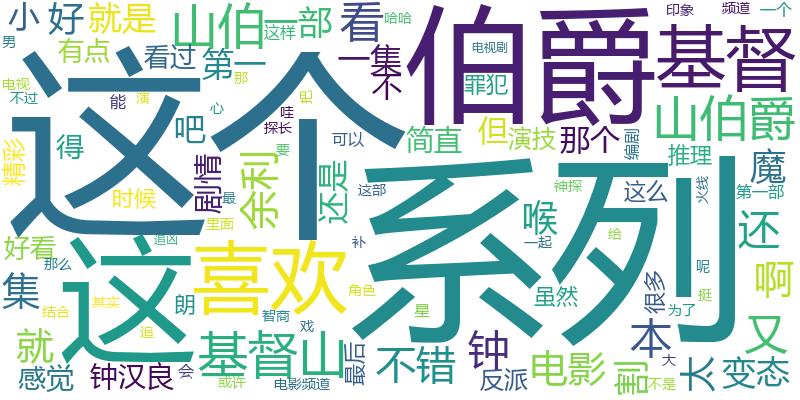 小 好 就是 山伯 一部 看 伯爵 印象 频道 一个
男 有点 看过 第一 这样 哈哈 一集 不 电视剧 罪犯 基督
电视 不过 能 演 那 心 哇 探长 把
这个
精彩 得 吧 可以 简直 但 演技 那个 编剧 山伯爵
时候 剧情 最 余利 要 还是 这部 推理 魔
里面 喉 神探 这么 火线 第一部 还
好看 那么 追凶 这 喜欢 补 一起 系列 给 呢
集 结合 其实 朗 智商 角色 星 虽然 很多 为了 挺 啊
就 追 戏 基督山 最后 不错 钟 本 大 又
感觉 钟汉良 会 或许 电影频道 反派 电影 割 不是 太 变态